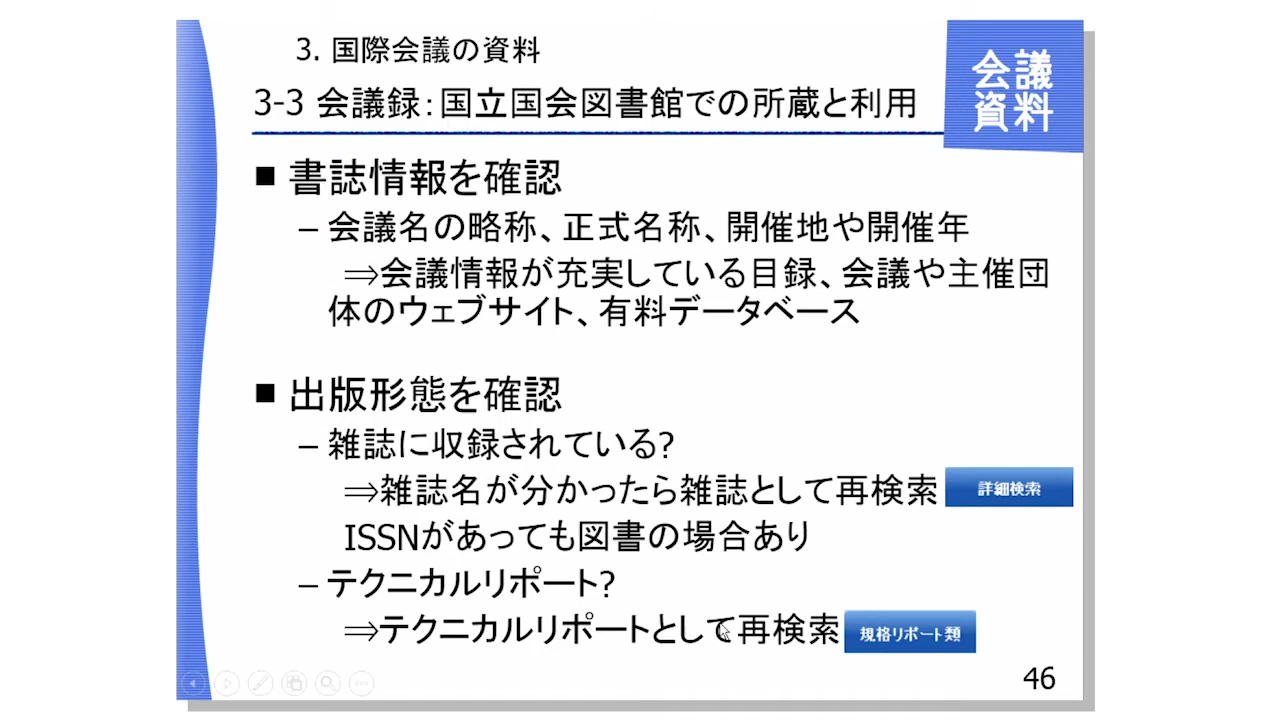 3. 国際会議の資料
3-3 会議録：国立国会図書館での所蔵と利用
会議
資料
■ 書誌情報を確認
– 会議名の略称、正式名称、開催地や開催年
⇒会議情報が充実している目録、会議や主催団
体のウェブサイト、有料データベース
■ 出版形態を確認
– 雑誌に収録されている?
⇒雑誌名が分かったら雑誌として再検索 詳細検索
ISSNがあっても図書の場合あり
– テクニカルリポート?
⇒テクニカルリポートとして再検索 規格リポート類
46